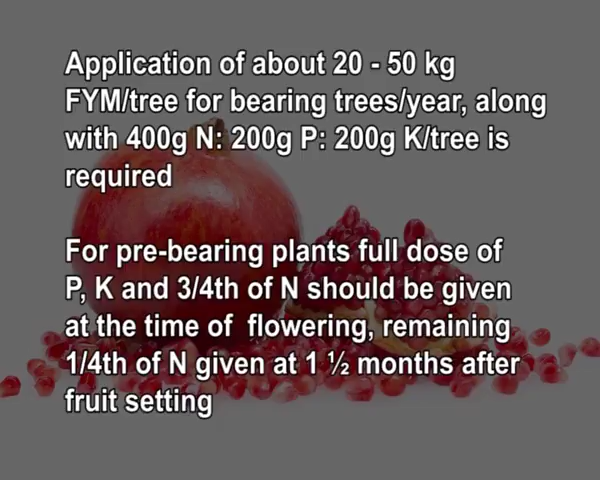 Application of about 20 - 50 kg
FYM/tree for bearing trees/year, along
with 400g N: 200g P: 200g K/tree is
required
For pre-bearing plants full dose of
P, K and 3/4th of N should be given
at the time of  flowering, remaining
1/4th of N given at 1 ½ months after
fruit setting